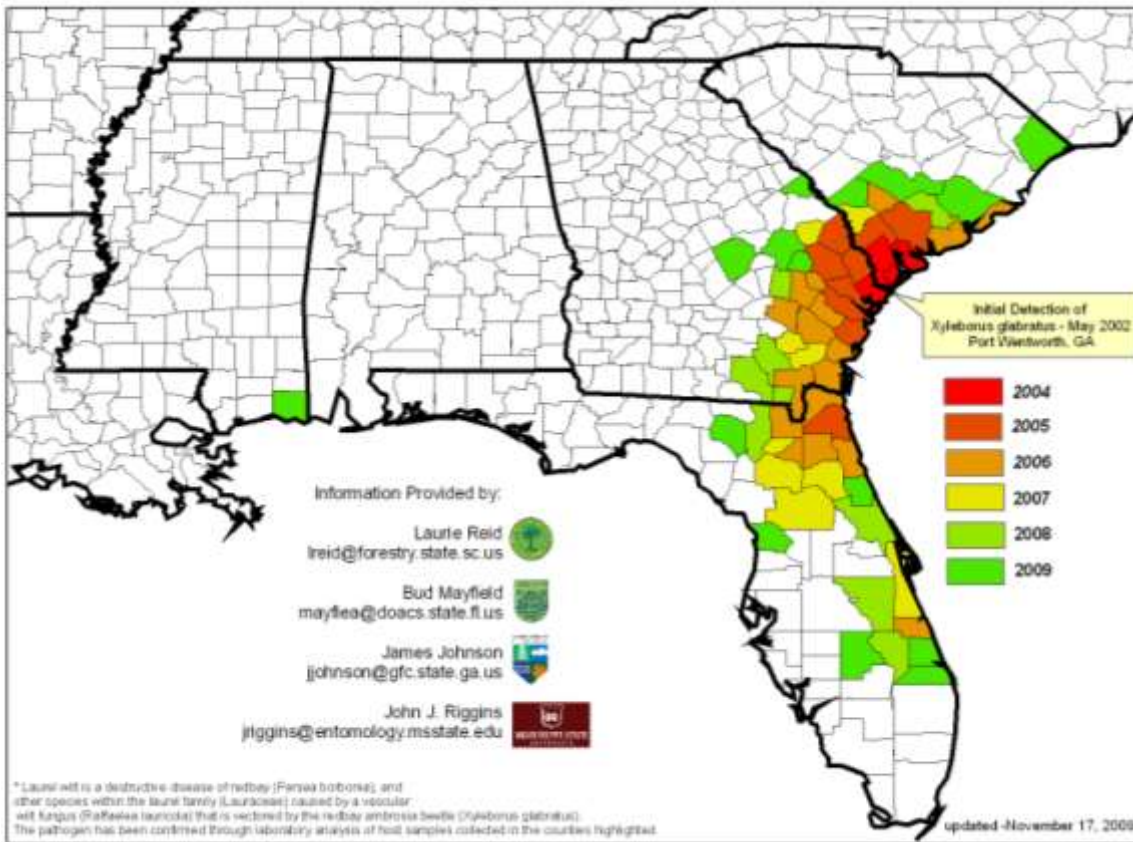 Initial Detection of
Xyleborus glabratus - May 2002
Port Wentworth, GA
2004
2005
2006
2007
2008
2009
Information Provided by:
Laurie Reid
lreid@forestry.state.sc.us
Bud Mayfield
mayflea@doacs.state.fl.us
James Johnson
jjohnson@gfc.state.ga.us
John J. Riggins
jriggins@entomology.msstate.edu
MISSISSIPPI STATE
UNIVERSITY
* Laurel wilt is a destructive disease of redbay (Persea borbonia), and
other species within the laurel family (Lauraceae) caused by a vascular
wilt fungus (Raffaelea lauricola) that is vectored by the redbay ambrosia beetle (Xyleborus glabratus).
The pathogen has been confirmed through laboratory analysis of host samples collected in the counties highlighted.
updated -November 17, 2009